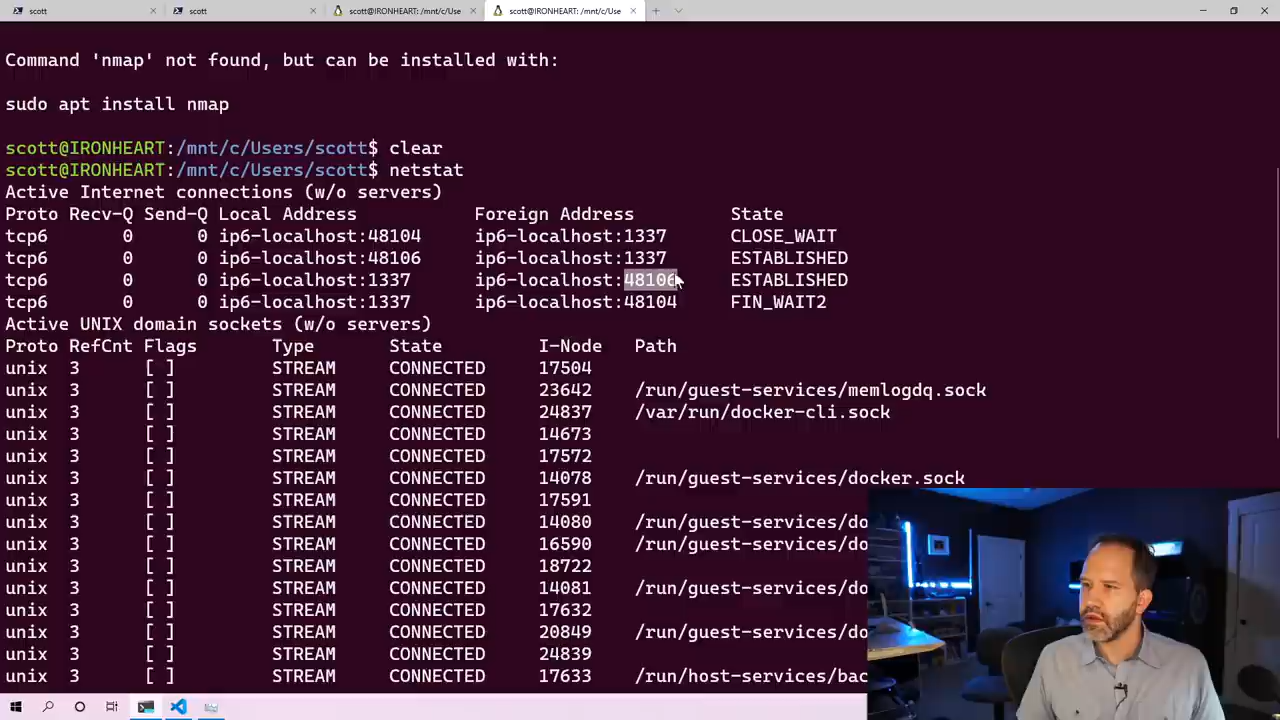 scott
scott
scott@IRONHEART: /mnt/c/Use
scott@IRONHEART: /mnt/c/Use
Command 'nmap' not found, but can be installed with:
sudo apt install nmap
scott@IRONHEART:/mnt/c/Users/scott$ clear
scott@IRONHEART:/mnt/c/Users/scott$ netstat
Active Internet connections (w/o servers)
Proto Recv-Q Send-Q Local Address Foreign Address State
tcp6 0 0 ip6-localhost:48104 ip6-localhost:1337 CLOSE_WAIT
tcp6 0 0 ip6-localhost:48106 ip6-localhost:1337 ESTABLISHED
tcp6 0 0 ip6-localhost:1337 ip6-localhost:48106 ESTABLISHED
tcp6 0 0 ip6-localhost:1337 ip6-localhost:48104 FIN_WAIT2
Active UNIX domain sockets (w/o servers)
Proto RefCnt Flags Type State I-Node Path
unix 3 [ ] STREAM CONNECTED 17504
unix 3 [ ] STREAM CONNECTED 23642 /run/guest-services/memlogdq.sock
unix 3 [ ] STREAM CONNECTED 24837 /var/run/docker-cli.sock
unix 3 [ ] STREAM CONNECTED 14673
unix 3 [ ] STREAM CONNECTED 17572
unix 3 [ ] STREAM CONNECTED 14078 /run/guest-services/docker.sock
unix 3 [ ] STREAM CONNECTED 17591
unix 3 [ ] STREAM CONNECTED 14080 /run/guest-services/do
unix 3 [ ] STREAM CONNECTED 16590 /run/guest-services/do
unix 3 [ ] STREAM CONNECTED 18722
unix 3 [ ] STREAM CONNECTED 14081 /run/guest-services/do
unix 3 [ ] STREAM CONNECTED 17632
unix 3 [ ] STREAM CONNECTED 20849 /run/guest-services/do
unix 3 [ ] STREAM CONNECTED 24839
unix 3 [ ] STREAM CONNECTED 17633 /run/host-services/bac